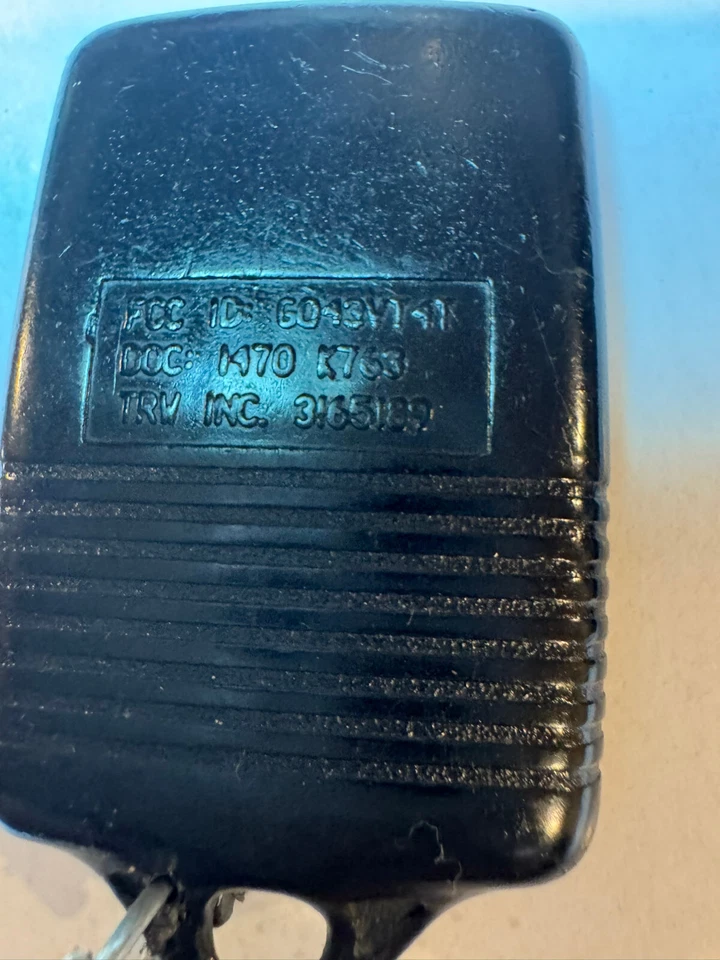 FCC ID: GQ43VT4T
DOC: 1470 K763
TRW INC. 3165189